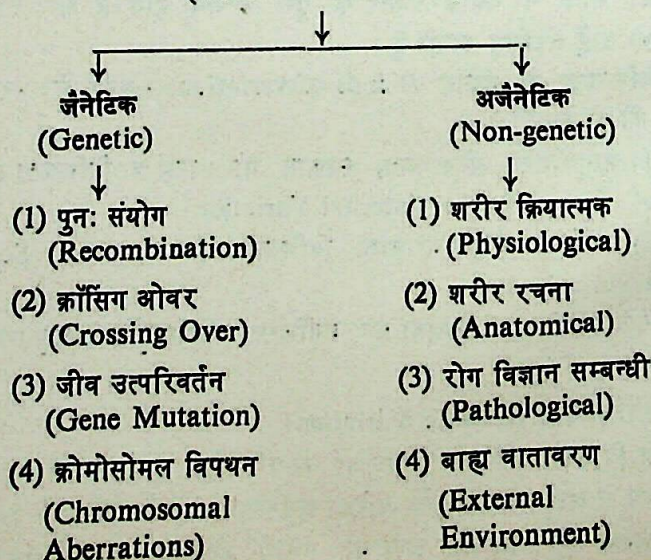 जैनेटिक
(Genetic)
(1) पुनः संयोग
(Recombination)
(2) क्रॉसिंग ओवर
(Crossing Over)
(3) जीव उत्परिवर्तन
(Gene Mutation)
(4) क्रोमोसोमल विपथन
(Chromosomal
Aberrations)
अजैनेटिक
(Non-genetic)
(1) शरीर क्रियात्मक
(Physiological)
(2) शरीर रचना
(Anatomical)
(3) रोग विज्ञान सम्बन्धी
(Pathological)
(4) बाह्य वातावरण
(External
Environment)